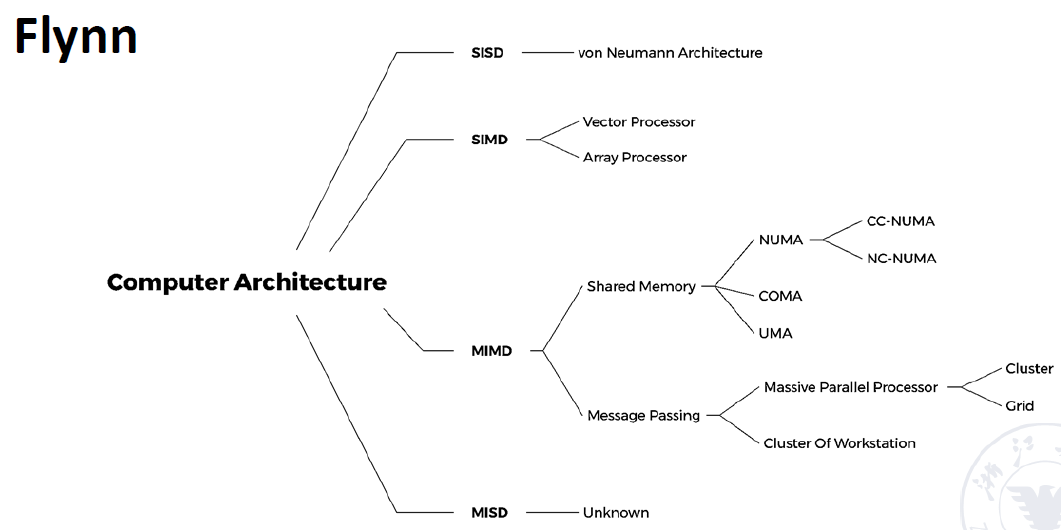 Flynn
SISD
von Neumann Architecture
SIMD
Vector Processor
Array Processor
Computer Architecture
MIMD
Shared Memory
NUMA
CC-NUMA
NC-NUMA
COMA
UMA
Message Passing
Massive Parallel Processor
Cluster
Grid
Cluster Of Workstation
MISD
Unknown